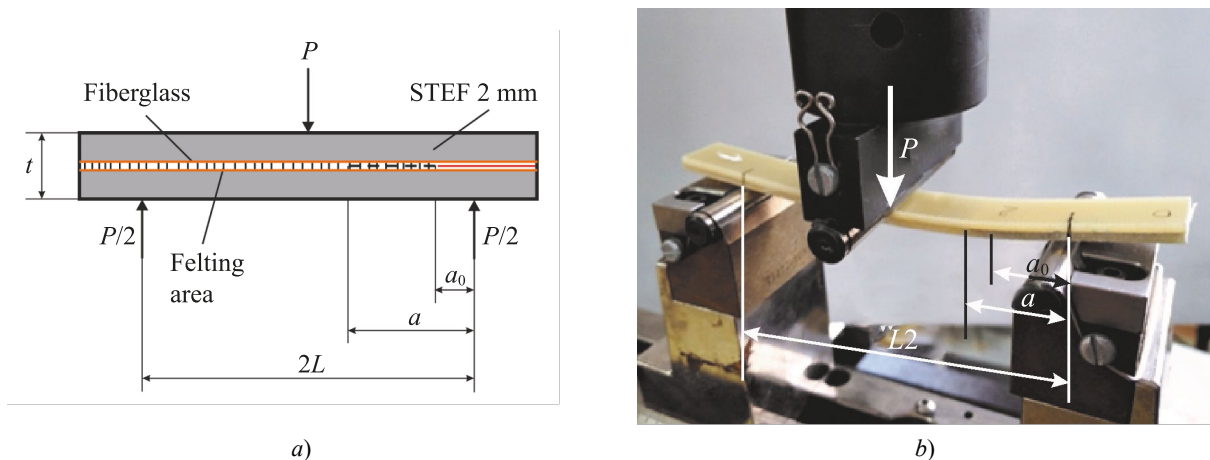 P
Fiberglass
STEF 2 mm
t
P/2
P/2
Felting
area
a₀
a
2L
a)
P
a₀
a
L2
b)